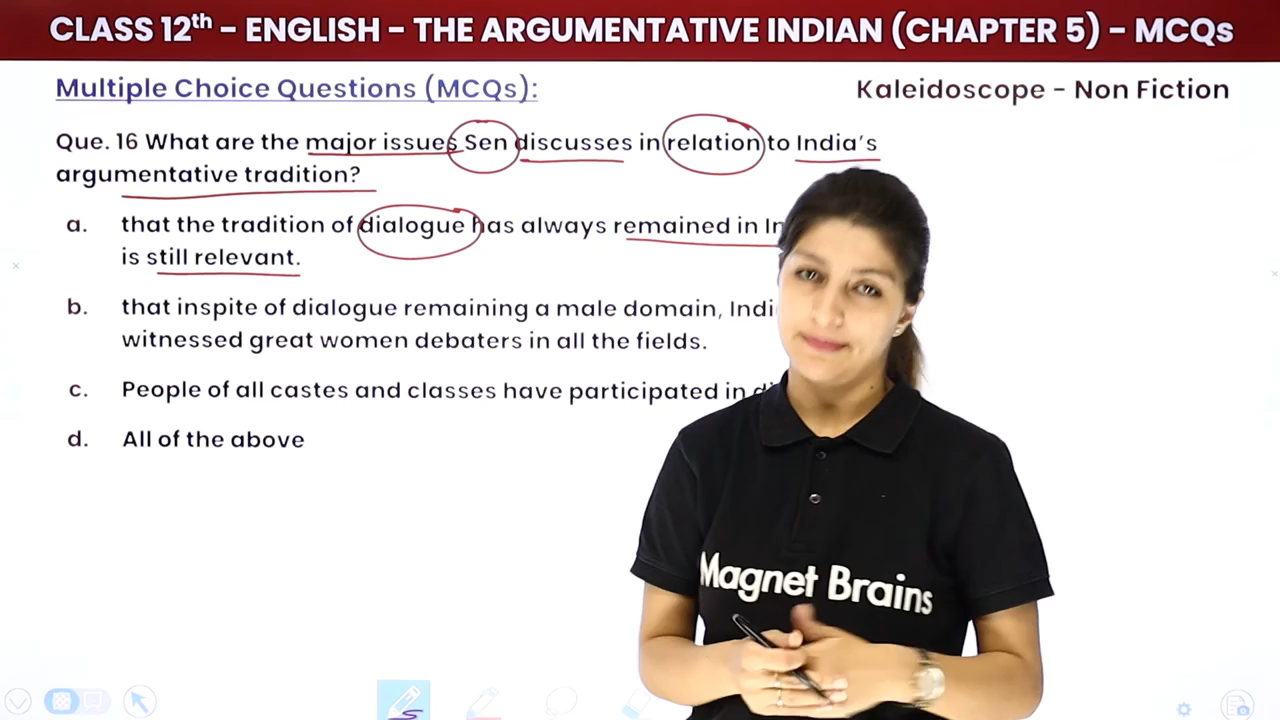 CLASS 12th – ENGLISH – THE ARGUMENTATIVE INDIAN (CHAPTER 5) – MCQs
Multiple Choice Questions (MCQs):
Kaleidoscope - Non Fiction
Que. 16 What are the major issues Sen discusses in relation to India's
argumentative tradition?
a. that the tradition of dialogue has always remained in
is still relevant.
b. that inspite of dialogue remaining a male domain,
witnessed great women debaters in all the fields.
c. People of all castes and classes have participated in
d. All of the above
Magnet Brains